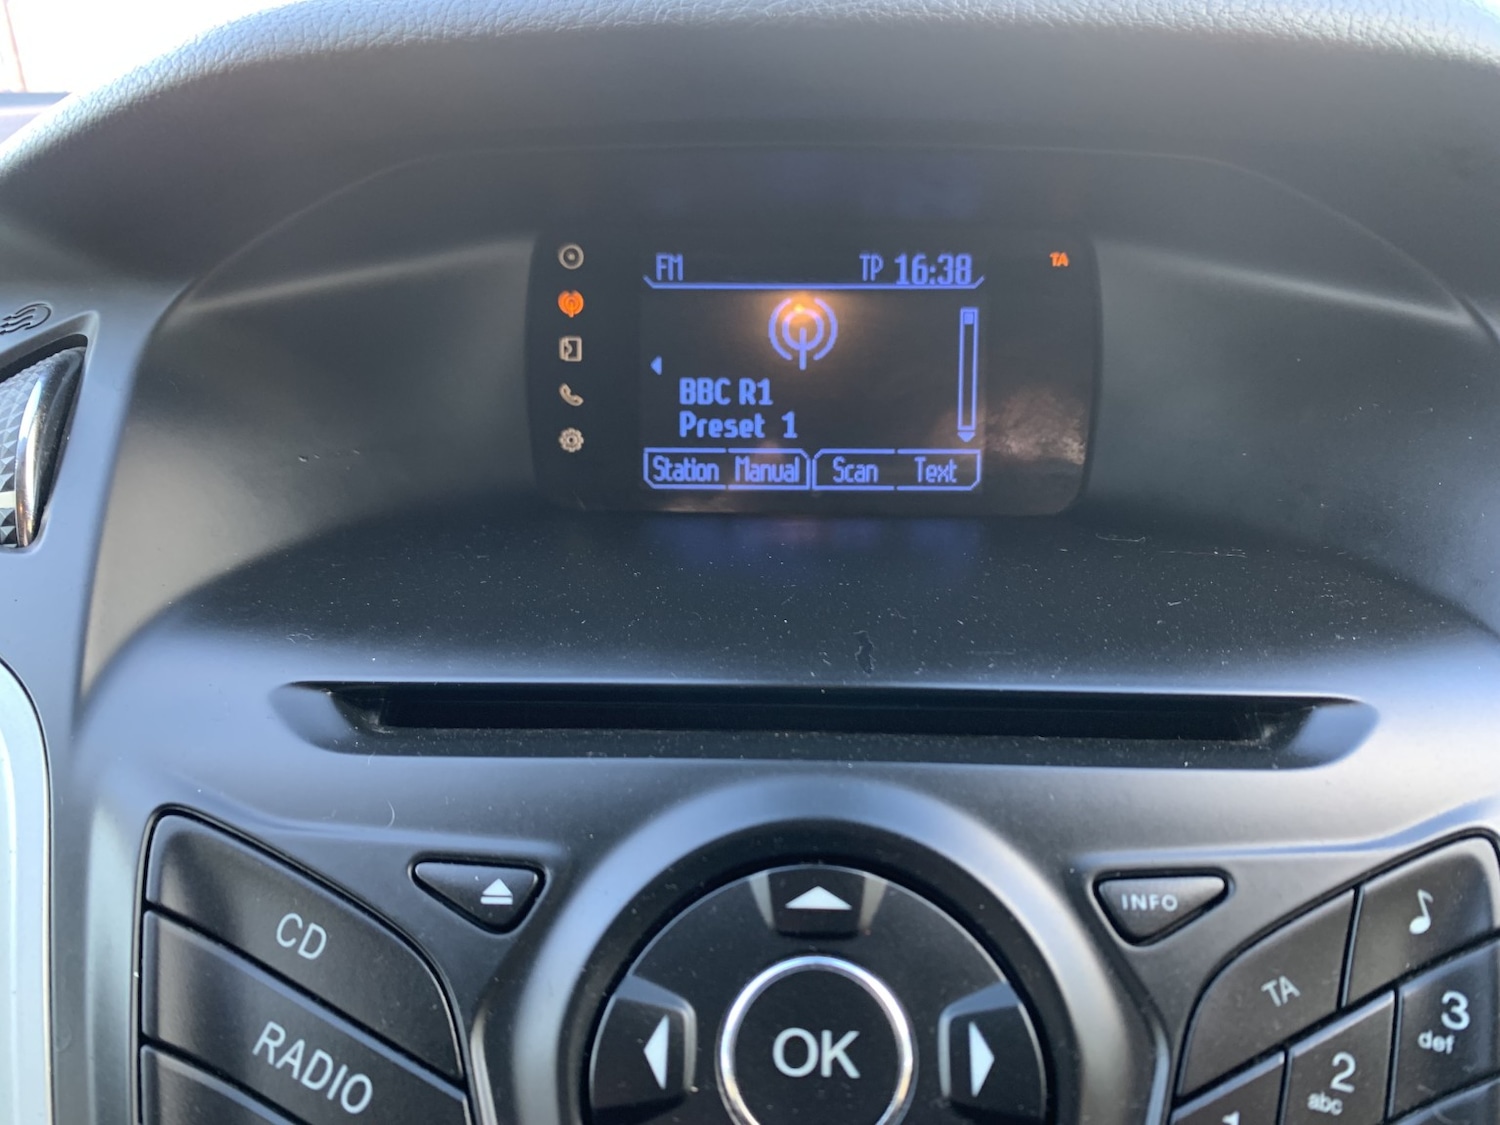 FM TP 16:38 TA
BBC R1
Preset 1
Station Manual Scan Text
CD
INFO
RADIO
TA
OK
3
def
2
abc
1